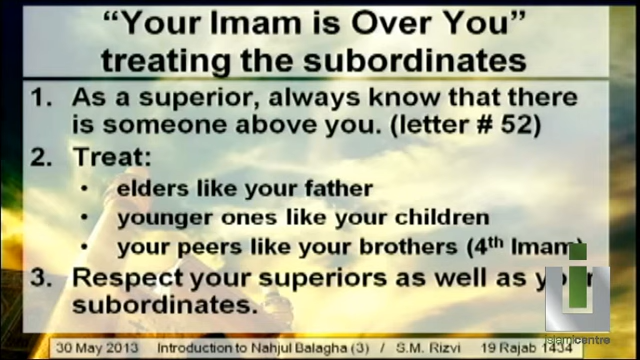 “Your Imam is Over You”
treating the subordinates
1. As a superior, always know that there
is someone above you. (letter # 52)
2. Treat:
• elders like your father
• younger ones like your children
• your peers like your brothers (4th Imam)
3. Respect your superiors as well as your
subordinates.
islamicentre
30 May 2013 Introduction to Nahjul Balagha (3) / S.M. Rizvi 19 Rajab 1434